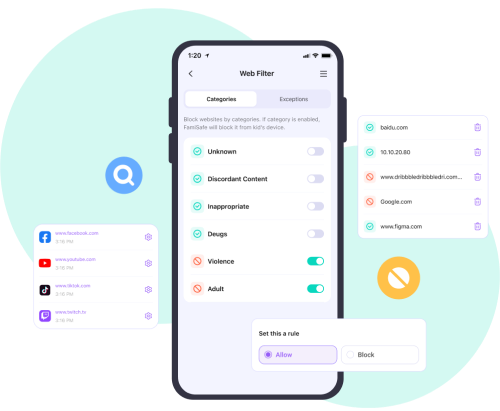 1:20
Web Filter
Categories
Exceptions
Block websites by categories. If category is enabled,
FamiSafe will block it from kid's device.
Unknown
Discordant Content
Inappropriate
Deugs
Violence
Adult
baidu.com
10.10.20.80
www.dribbbledribbbledri.com...
Google.com
www.figma.com
www.facebook.com
3:16 PM
www.youtube.com
3:16 PM
www.tiktok.com
3:16 PM
www.twitch.tv
3:16 PM
Set this a rule
Allow
Block